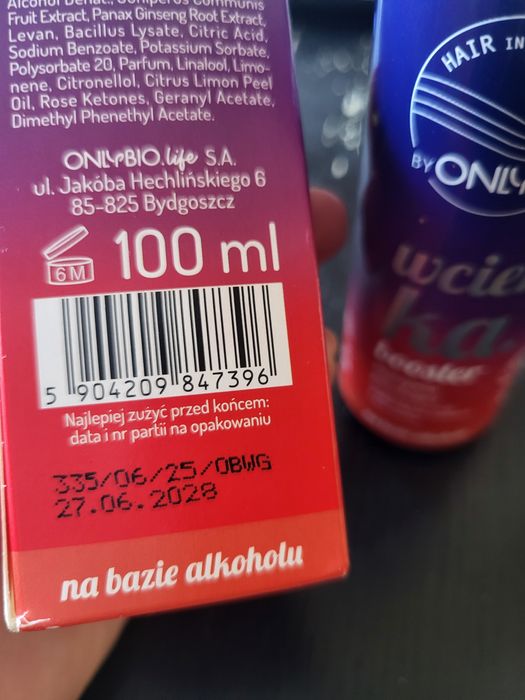 Alcohol Denat., Juniperus Communis
Fruit Extract, Panax Ginseng Root Extract,
Levan, Bacillus Lysate, Citric Acid,
Sodium Benzoate, Potassium Sorbate,
Polysorbate 20, Parfum, Linalool, Limo-
nene, Citronellol, Citrus Limon Peel
Oil, Rose Ketones, Geranyl Acetate,
Dimethyl Phenethyl Acetate.
ONLYBIO.life S.A.
ul. Jakóba Hechlińskiego 6
85-825 Bydgoszcz
6M
100 ml
5 904209 847396
Najlepiej zużyć przed końcem:
data i nr partii na opakowaniu
335/06/25/OBWG
27.06.2028
na bazie alkoholu
HAIR IN
BY ONLY
wcier
ka
booster